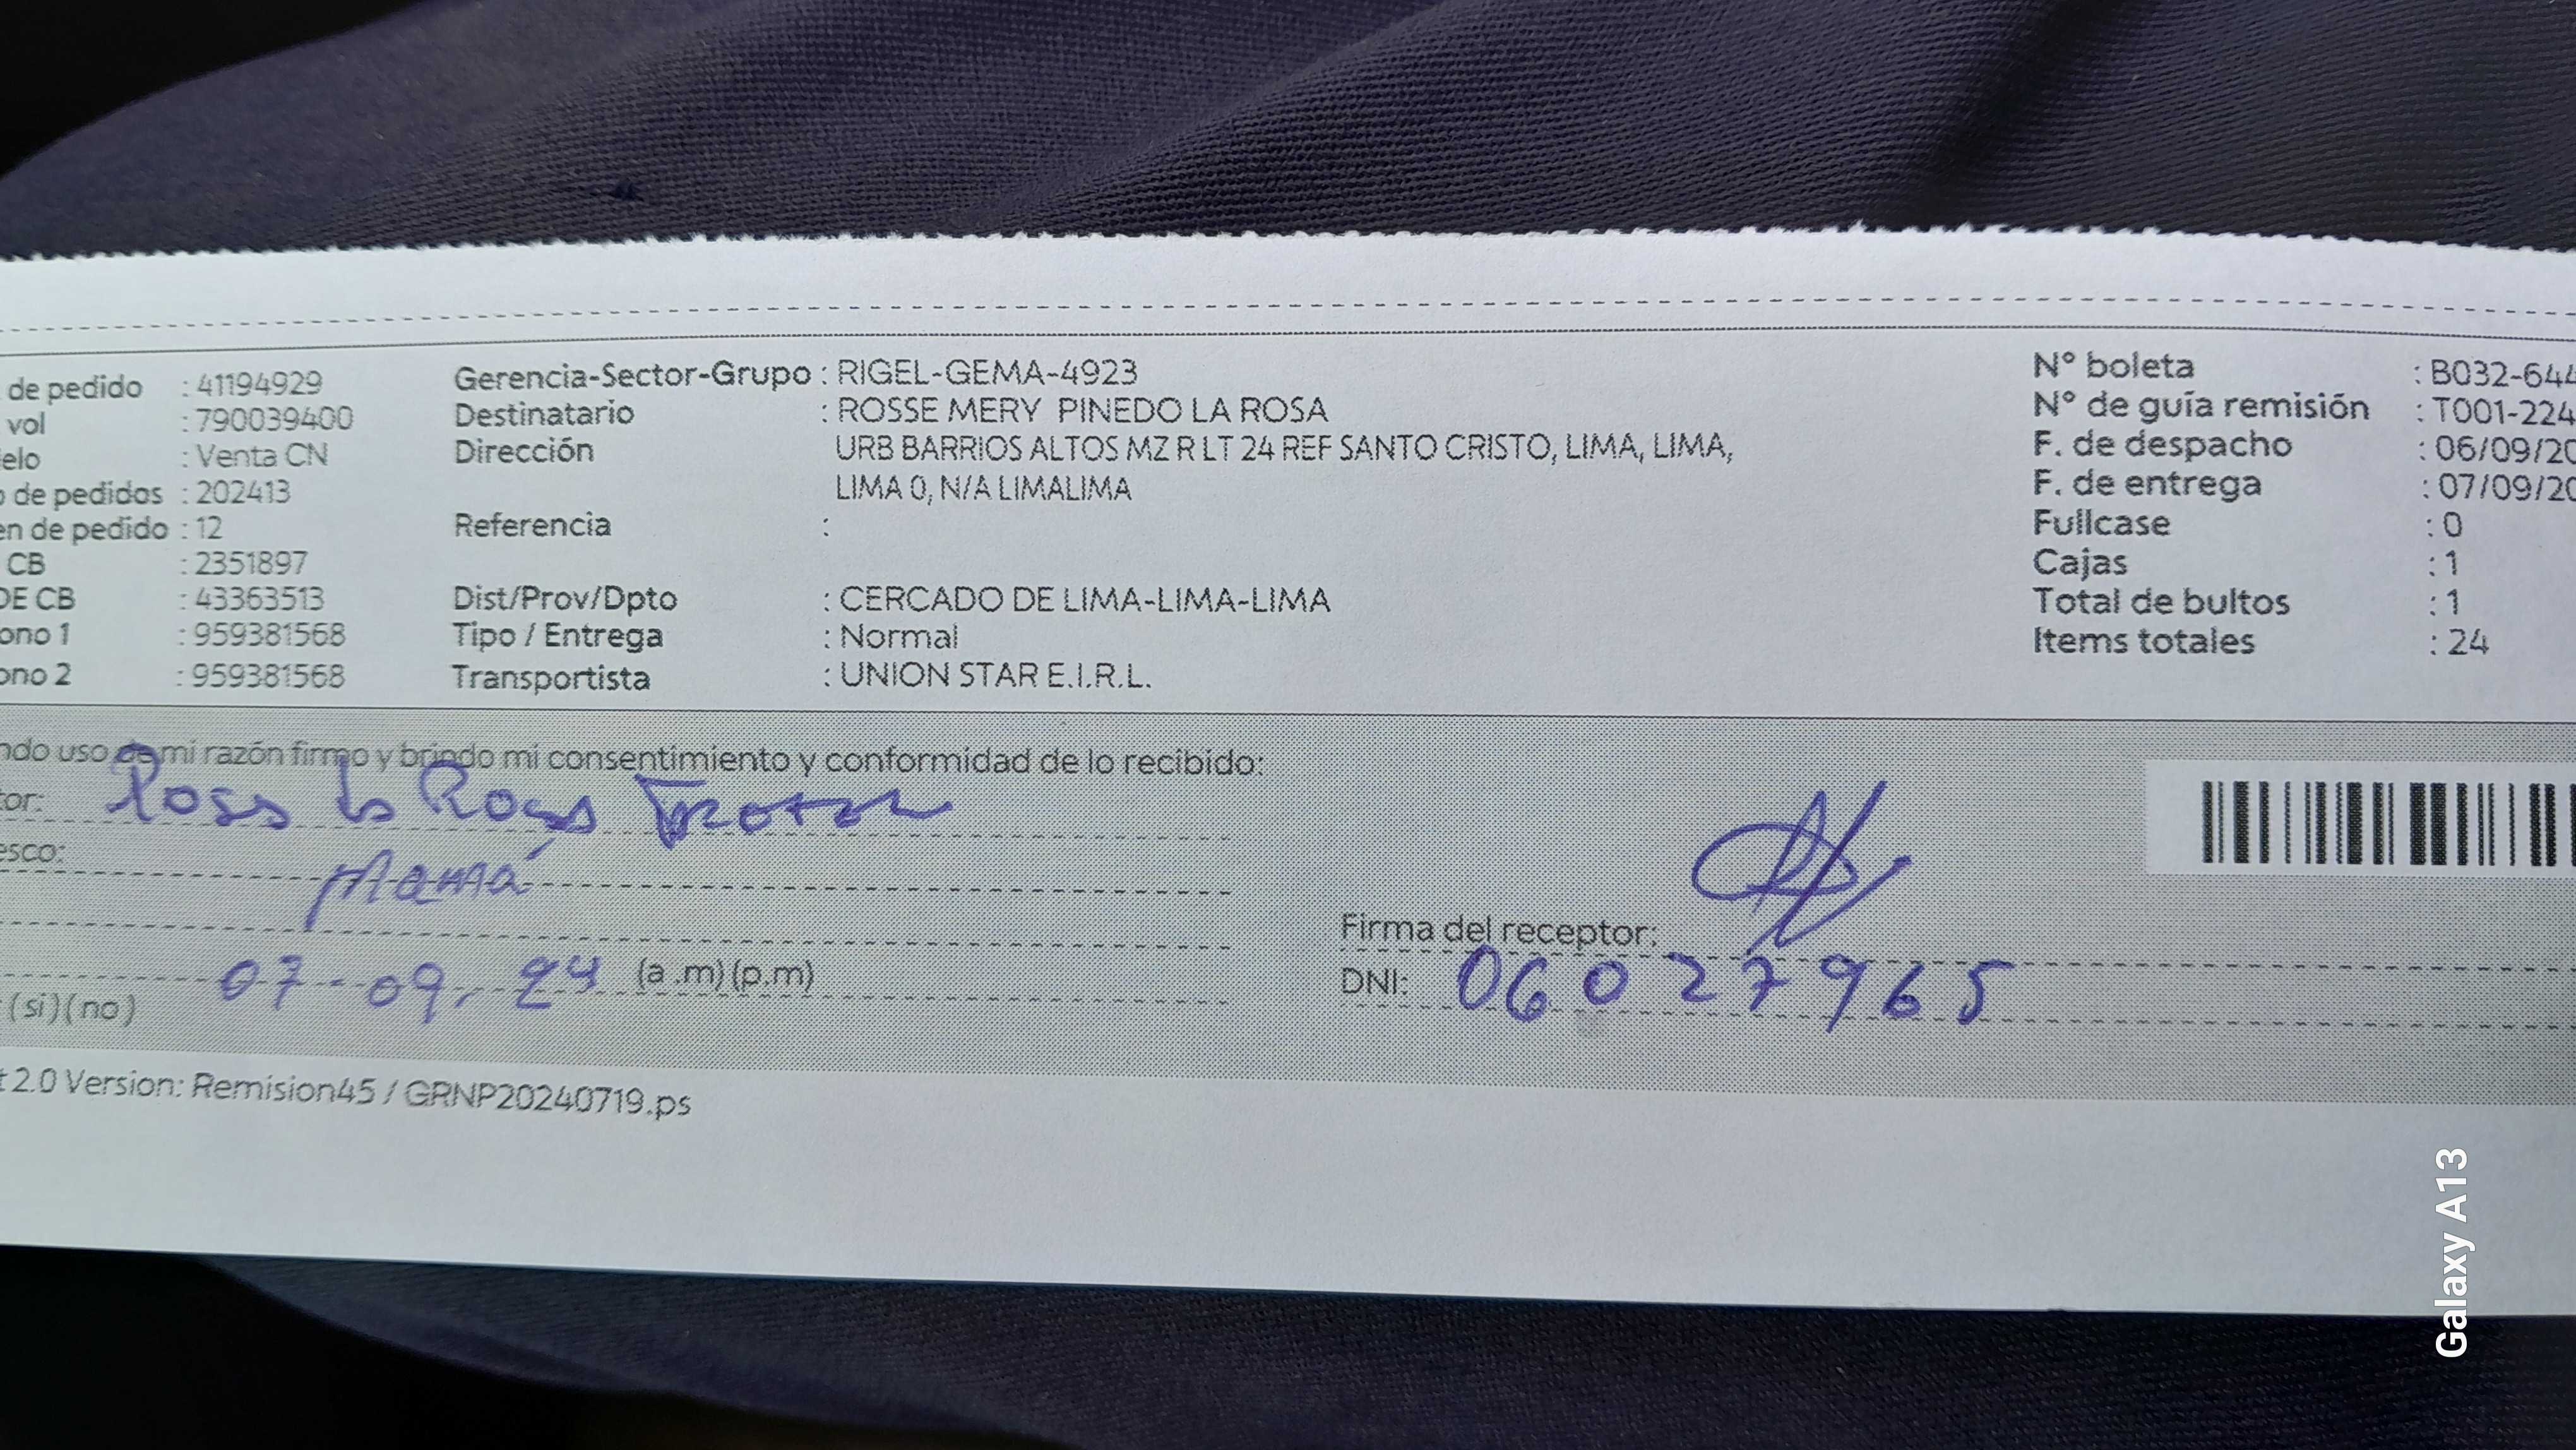 de pedido : 41194929 Gerencia-Sector-Grupo : RIGEL-GEMA-4923 N° boleta : B032-644
vol : 790039400 Destinatario : ROSSE MERY PINEDO LA ROSA N° de guía remisión : T001-224
elo : Venta CN Dirección URB BARRIOS ALTOS MZ R LT 24 REF SANTO CRISTO, LIMA, LIMA, F. de despacho : 06/09/20
o de pedidos : 202413 LIMA 0, N/A LIMALIMA F. de entrega : 07/09/20
en de pedido : 12 Referencia : Fullcase : 0
CB : 2351897 Cajas : 1
DE CB : 43363513 Dist/Prov/Dpto : CERCADO DE LIMA-LIMA-LIMA Total de bultos : 1
ono 1 : 959381568 Tipo / Entrega : Normal Items totales : 24
ono 2 : 959381568 Transportista : UNION STAR E.I.R.L.
ndo uso de mi razón firmo y brindo mi consentimiento y conformidad de lo recibido:
tor: Rosa La Rosa
esco: Mamá
Firma del receptor:
07-09-24 (a .m) (p.m) DNI: 06027965
(si) (no)
t 2.0 Version: Remision45 / GRNP20240719.ps
Galaxy A13